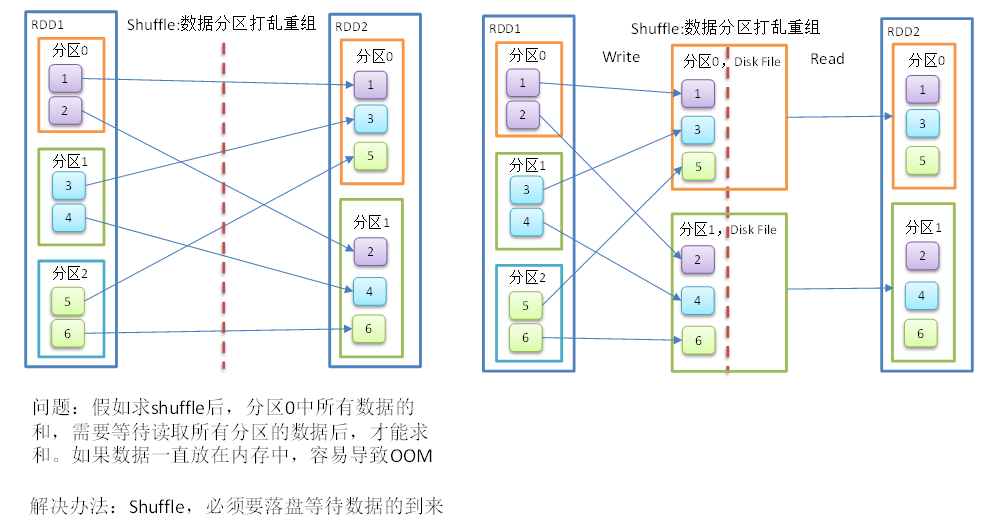 RDD1
Shuffle:数据分区打乱重组
RDD2
分区0
1
2
分区1
3
4
分区2
5
6
分区0
1
3
5
分区1
2
4
6
问题：假如求shuffle后，分区0中所有数据的
和，需要等待读取所有分区的数据后，才能求
和。如果数据一直放在内存中，容易导致OOM
解决办法：Shuffle，必须要落盘等待数据的到来
RDD1
Shuffle:数据分区打乱重组
RDD2
Write
Read
分区0
1
2
分区1
3
4
分区2
5
6
分区0，Disk File
1
3
5
分区1，Disk File
2
4
6
分区0
1
3
5
分区1
2
4
6